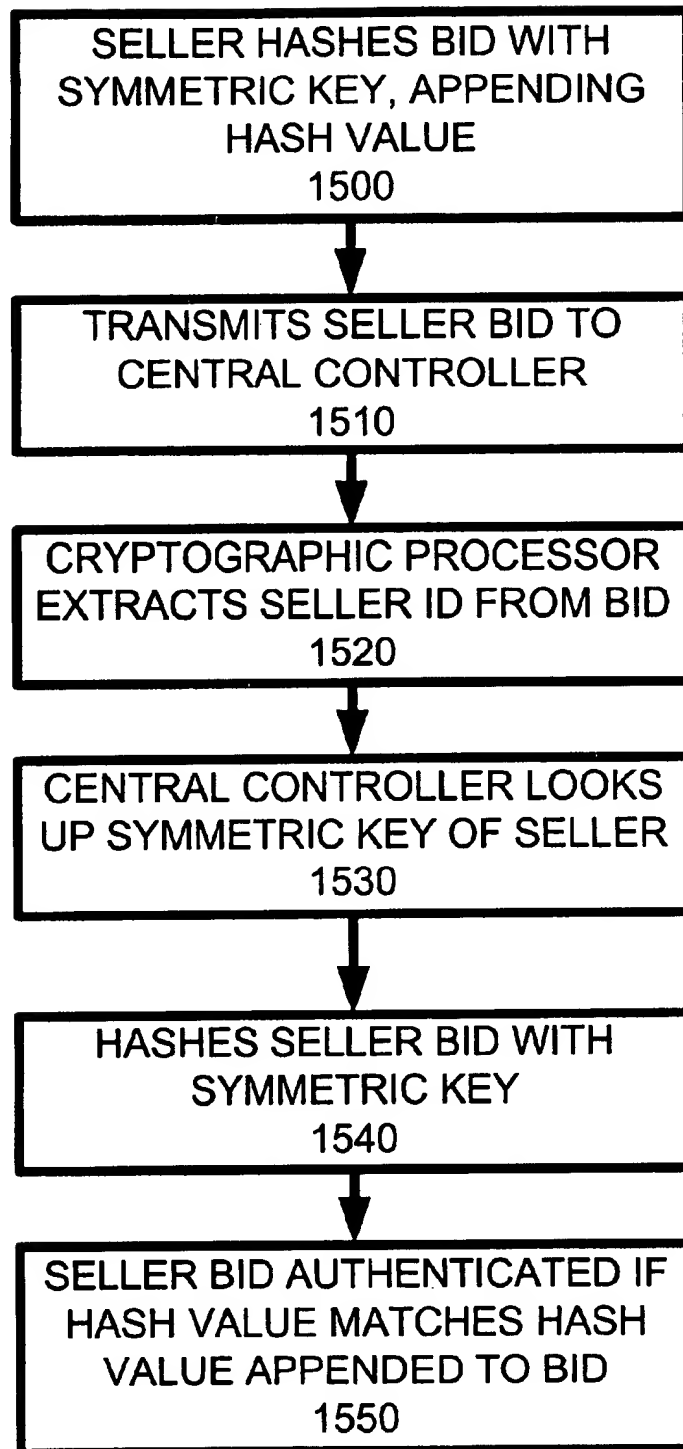 SELLER HASHES BID WITH
SYMMETRIC KEY, APPENDING
HASH VALUE
1500
TRANSMITS SELLER BID TO
CENTRAL CONTROLLER
1510
CRYPTOGRAPHIC PROCESSOR
EXTRACTS SELLER ID FROM BID
1520
CENTRAL CONTROLLER LOOKS
UP SYMMETRIC KEY OF SELLER
1530
HASHES SELLER BID WITH
SYMMETRIC KEY
1540
SELLER BID AUTHENTICATED IF
HASH VALUE MATCHES HASH
VALUE APPENDED TO BID
1550